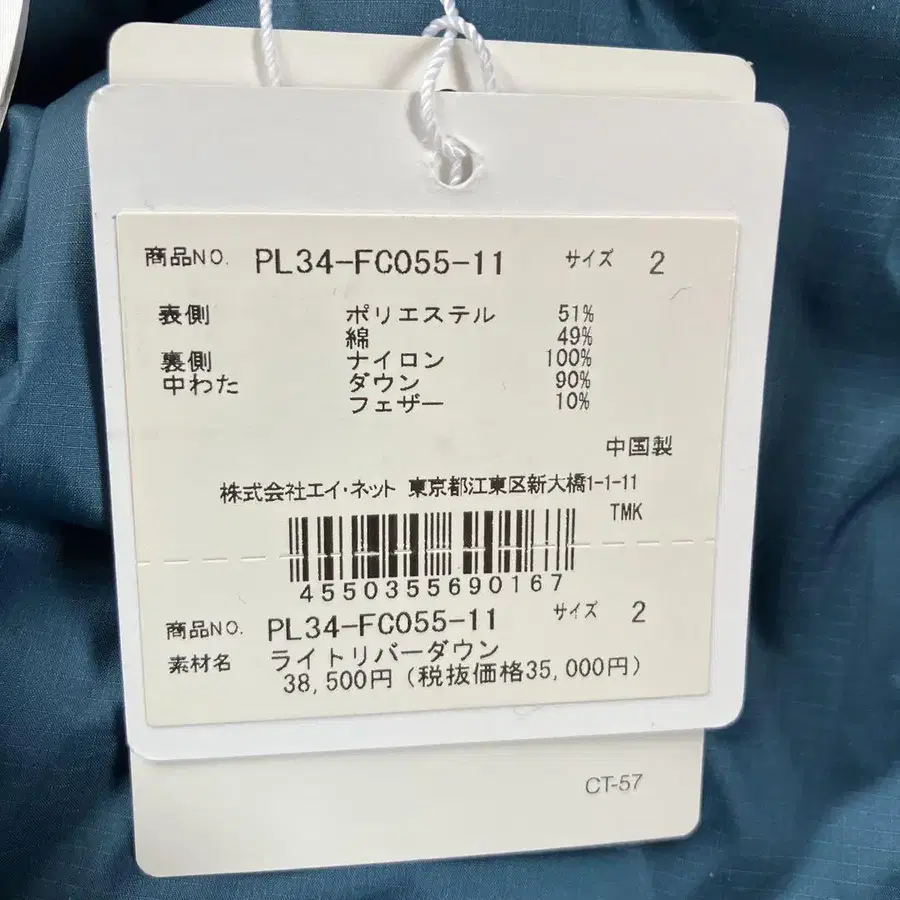 商品NO. PL34-FC055-11 サイズ 2
表側 ポリエステル 51%
綿 49%
裏側 ナイロン 100%
中わた ダウン 90%
フェザー 10%
中国製
株式会社エイ・ネット 東京都江東区新大橋1-1-11
TMK
4550355690167
商品NO. PL34-FC055-11 サイズ 2
素材名 ライトリバーダウン
38,500円(税抜価格35,000円)
CT-57